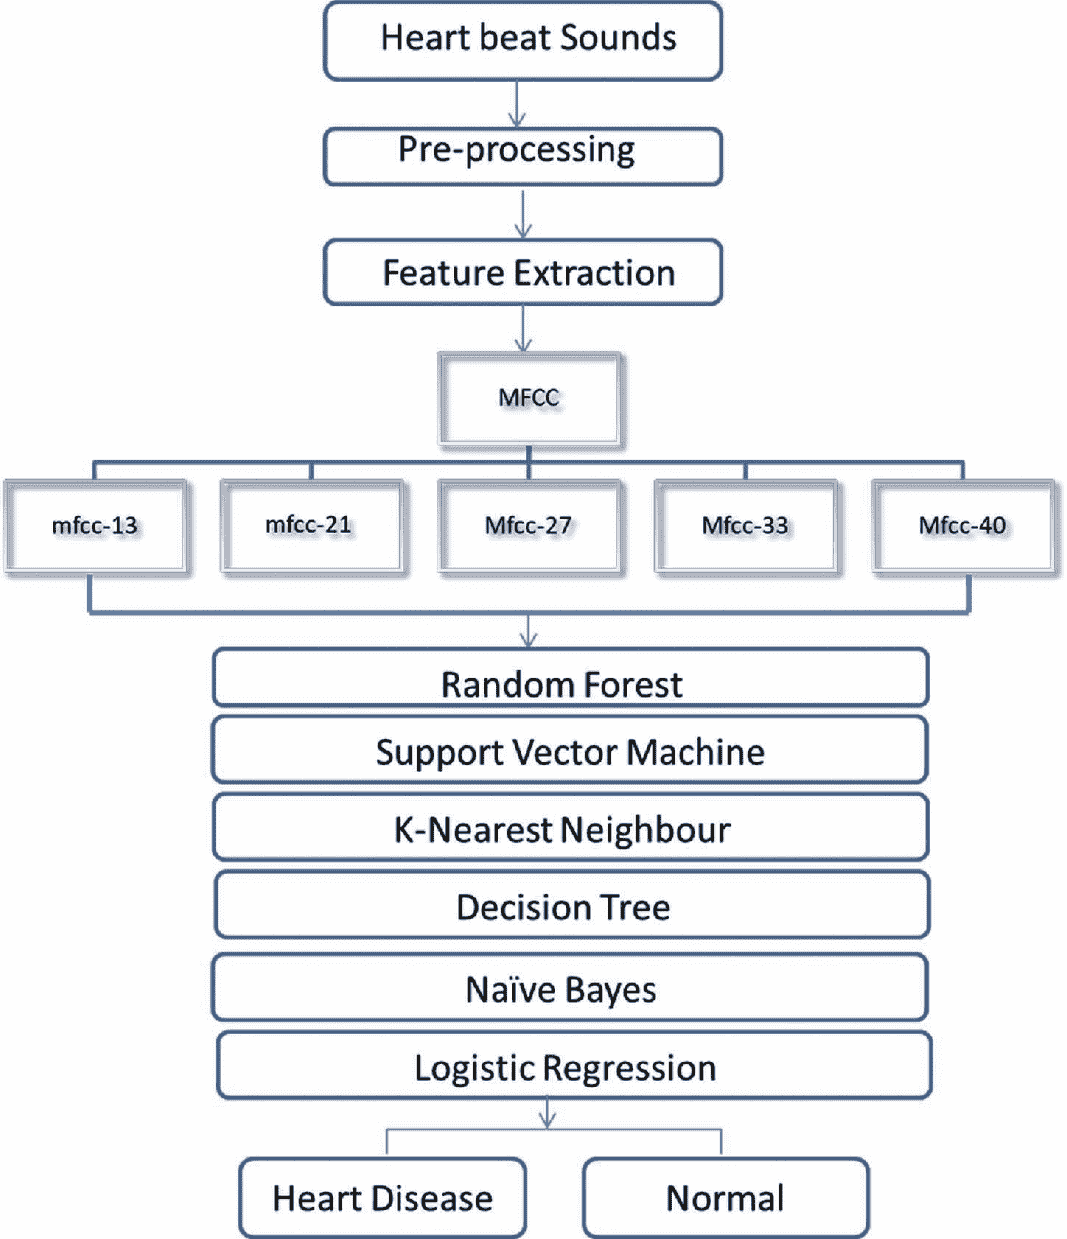 Heart beat Sounds
Pre-processing
Feature Extraction
MFCC
mfcc-13
mfcc-21
Mfcc-27
Mfcc-33
Mfcc-40
Random Forest
Support Vector Machine
K-Nearest Neighbour
Decision Tree
Naïve Bayes
Logistic Regression
Heart Disease
Normal